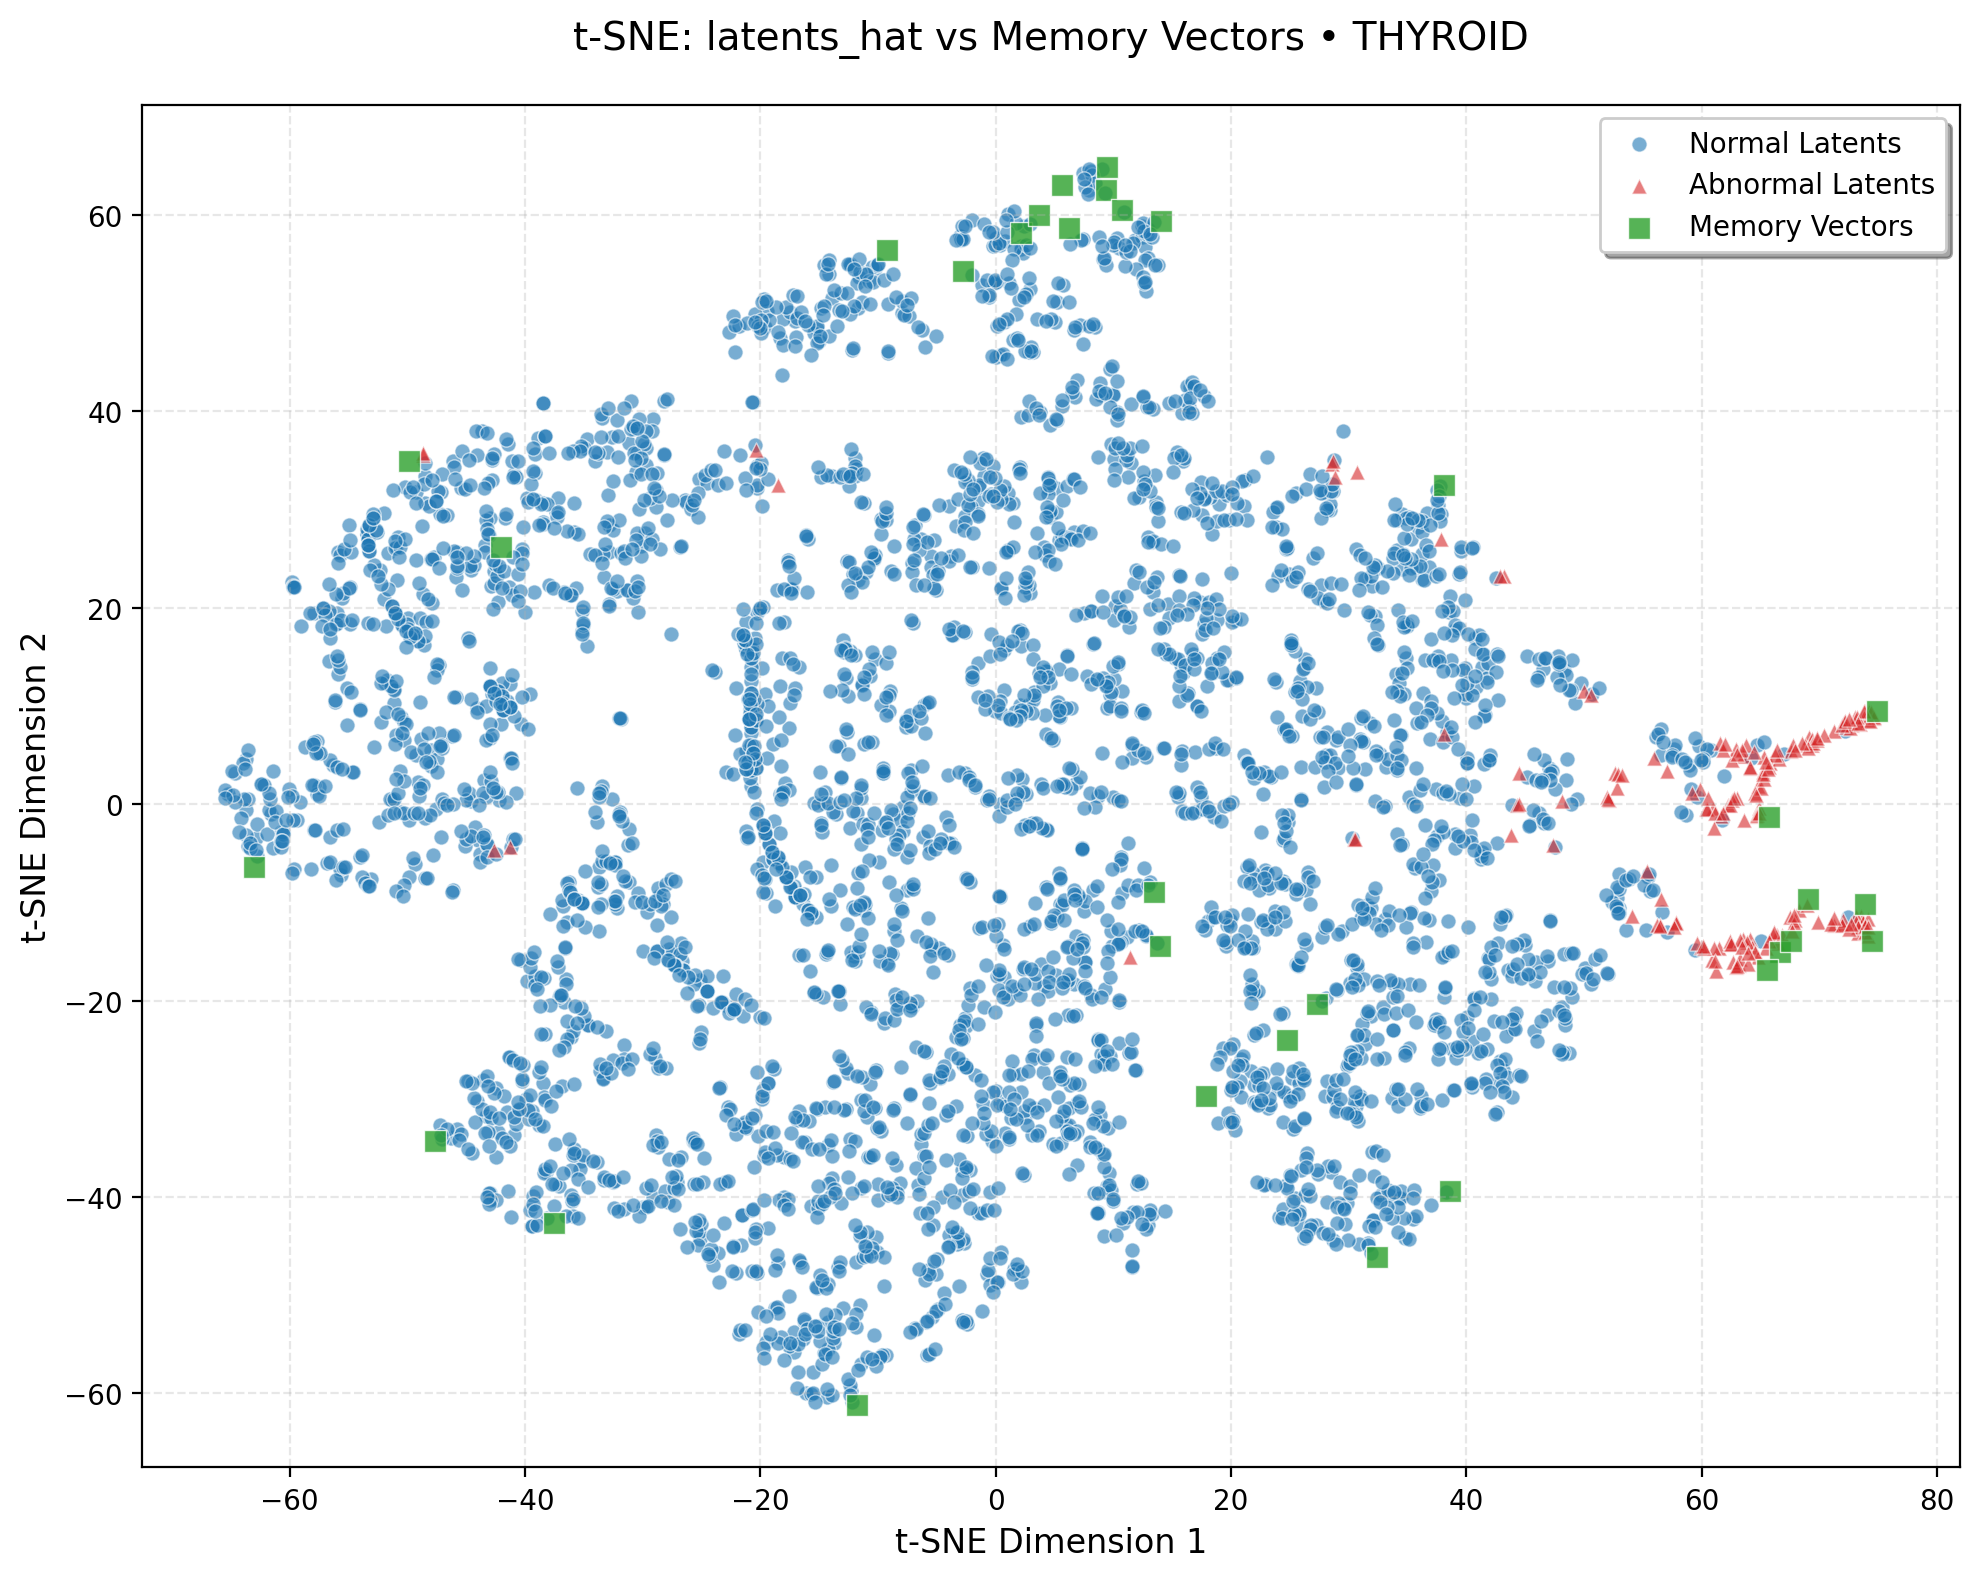 t-SNE: latents_hat vs Memory Vectors • THYROID
Normal Latents
Abnormal Latents
Memory Vectors
60
40
20
0
−20
−40
−60
t-SNE Dimension 2
−60
−40
−20
0
20
40
60
80
t-SNE Dimension 1